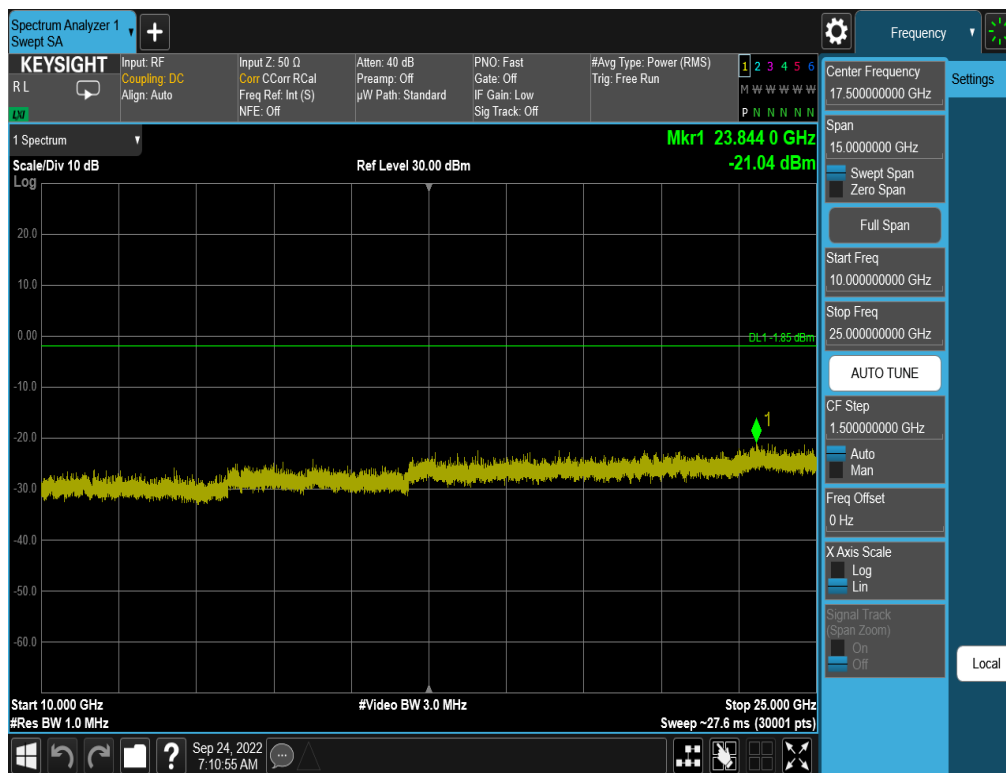 Spectrum Analyzer 1
Swept SA
Frequency
KEYSIGHT
R L
LXI
Input: RF
Coupling: DC
Align: Auto
Input Z: 50 Ω
Corr CCorr RCal
Freq Ref: Int (S)
NFE: Off
Atten: 40 dB
Preamp: Off
µW Path: Standard
PNO: Fast
Gate: Off
IF Gain: Low
Sig Track: Off
#Avg Type: Power (RMS)
Trig: Free Run
1 2 3 4 5 6
M W W W W W
P N N N N N
1 Spectrum
Mkr1 23.844 0 GHz
Scale/Div 10 dB
Ref Level 30.00 dBm
-21.04 dBm
Log
20.0
10.0
0.00
DL1 -1.85 dBm
-10.0
-20.0
1
-30.0
-40.0
-50.0
-60.0
Start 10.000 GHz
#Video BW 3.0 MHz
Stop 25.000 GHz
#Res BW 1.0 MHz
Sweep ~27.6 ms (30001 pts)
Center Frequency
17.500000000 GHz
Settings
Span
15.0000000 GHz
Swept Span
Zero Span
Full Span
Start Freq
10.000000000 GHz
Stop Freq
25.000000000 GHz
AUTO TUNE
CF Step
1.500000000 GHz
Auto
Man
Freq Offset
0 Hz
X Axis Scale
Log
Lin
Signal Track
(Span Zoom)
On
Off
Local
?
Sep 24, 2022
7:10:55 AM